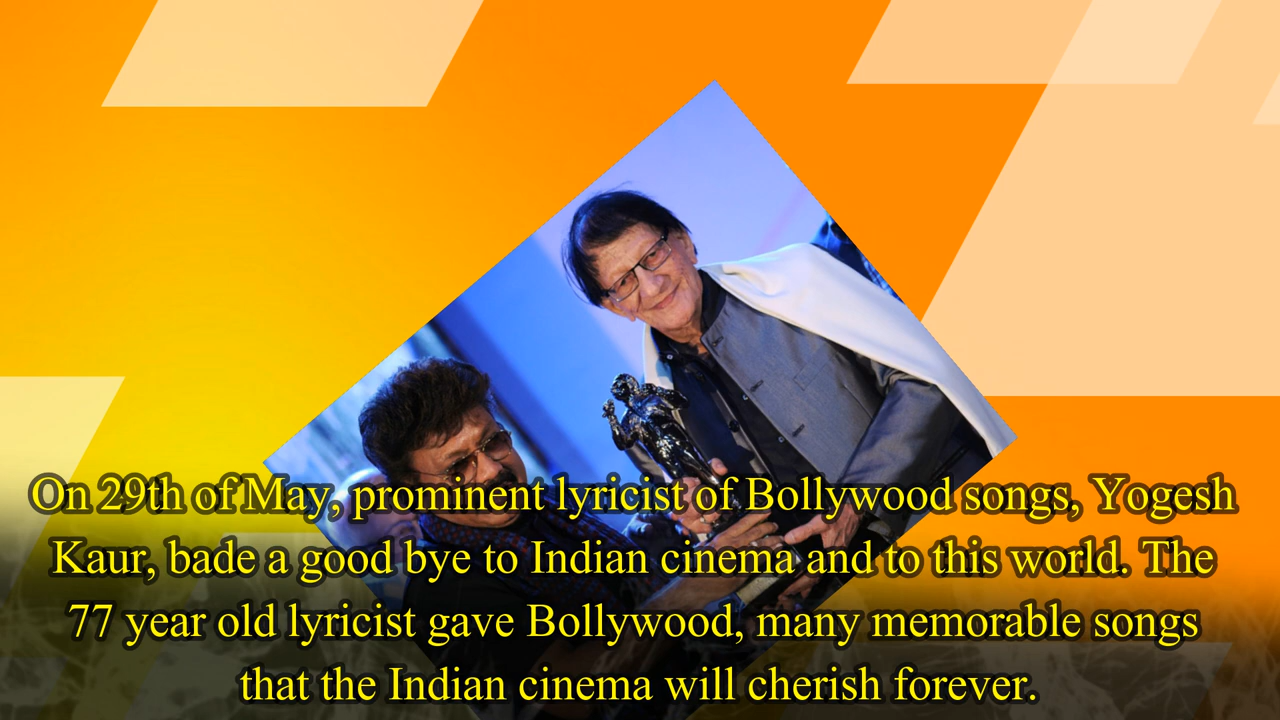 On 29th of May, prominent lyricist of Bollywood songs, Yogesh
Kaur, bade a good bye to Indian cinema and to this world. The
77 year old lyricist gave Bollywood, many memorable songs
that the Indian cinema will cherish forever.